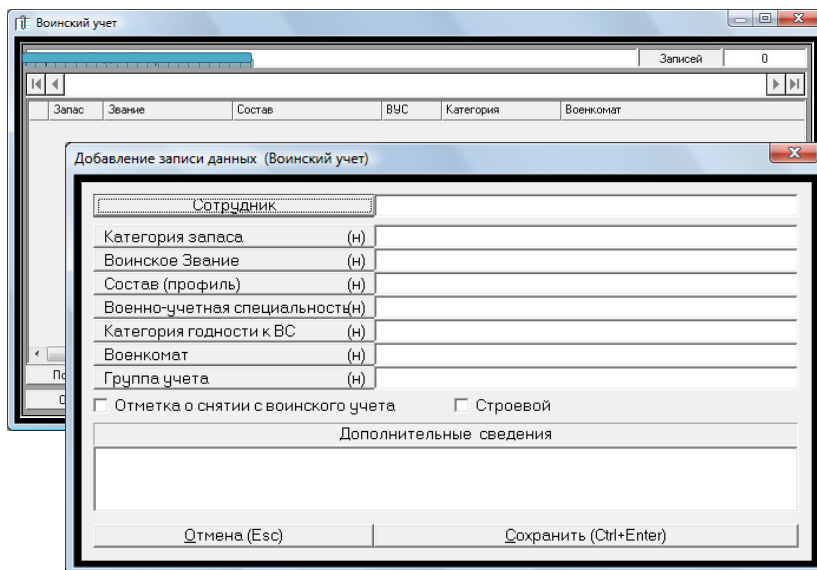 Воинский учет
Записей 0
Запас Звание Состав ВУС Категория Военкомат
Добавление записи данных (Воинский учет)
Сотрудник
Категория запаса (н)
Воинское Звание (н)
Состав (профиль) (н)
Военно-учетная специальность(н)
Категория годности к ВС (н)
Военкомат (н)
Группа учета (н)
Отметка о снятии с воинского учета Строевой
Дополнительные сведения
Отмена (Esc) Сохранить (Ctrl+Enter)